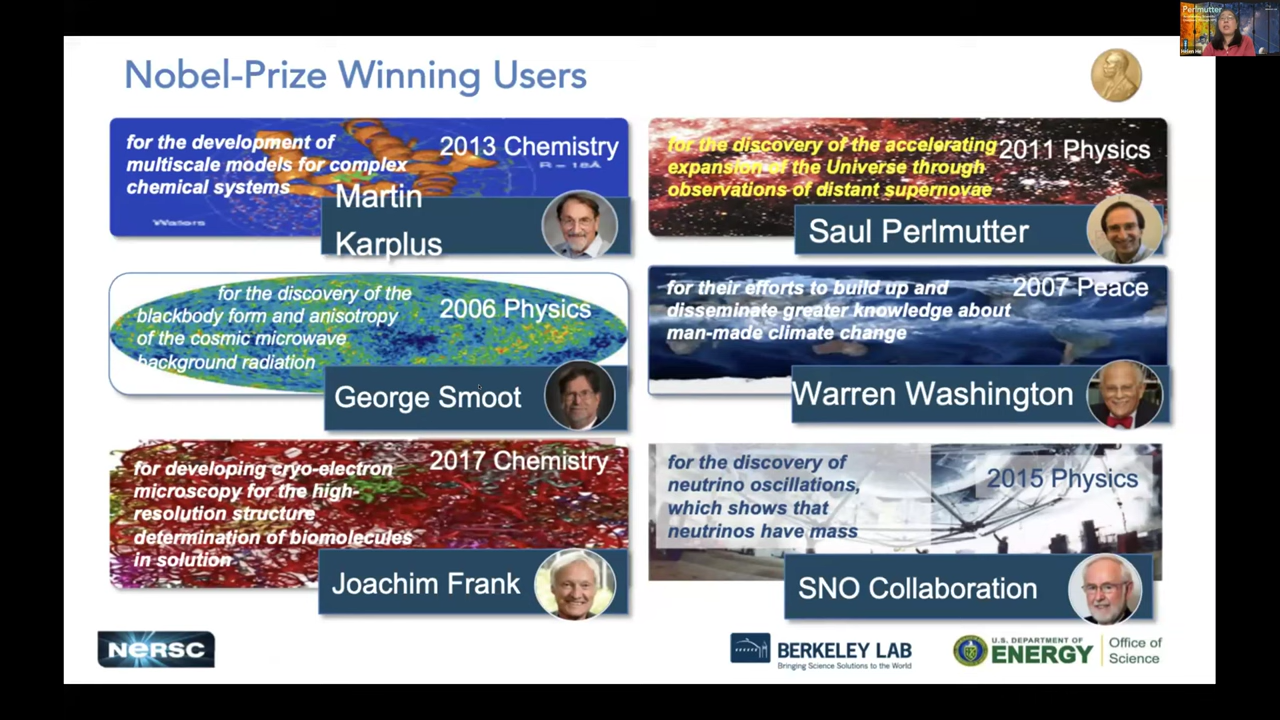 Nobel-Prize Winning Users
for the development of
multiscale models for complex
chemical systems
2013 Chemistry
R = 16Å
Waters
Martin
Karplus
for the discovery of the accelerating
expansion of the Universe through
observations of distant supernovae
2011 Physics
Saul Perlmutter
for the discovery of the
blackbody form and anisotropy
of the cosmic microwave
background radiation
2006 Physics
George Smoot
for their efforts to build up and
disseminate greater knowledge about
man-made climate change
2007 Peace
Warren Washington
for developing cryo-electron
microscopy for the high-
resolution structure
determination of biomolecules
in solution
2017 Chemistry
Joachim Frank
for the discovery of
neutrino oscillations,
which shows that
neutrinos have mass
2015 Physics
SNO Collaboration
NERSC
BERKELEY LAB
Bringing Science Solutions to the World
U.S. DEPARTMENT OF
ENERGY
Office of
Science
Perlmutter
Helen He